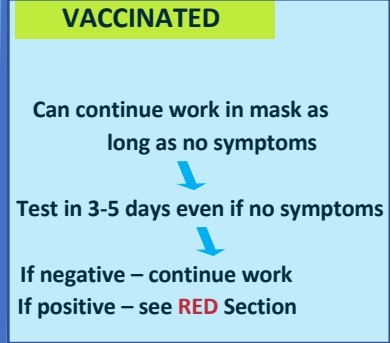 VACCINATED
Can continue work in mask as
long as no symptoms
Test in 3-5 days even if no symptoms
If negative – continue work
If positive – see RED Section